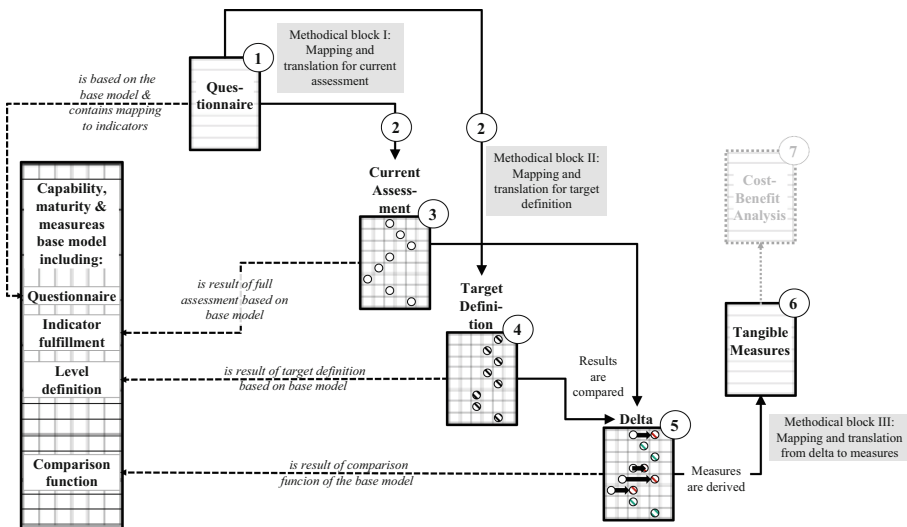 1
Ques-
tionnaire
Methodical block I:
Mapping and
translation for current
assessment
is based on the
base model &
contains mapping
to indicators
2
2
Methodical block II:
Mapping and
translation for target
definition
Current
Assess-
ment
3
Capability,
maturity &
measureas
base model
including:
Questionnaire
Indicator
fulfillment
Level
definition
Comparison
function
is result of full
assessment based on
base model
Target
Defini-
tion
4
is result of target definition
based on base model
Results
are
compared
Delta
5
is result of comparison
funcion of the base model
Measures
are derived
Methodical block III:
Mapping and translation
from delta to measures
6
Tangible
Measures
7
Cost-
Benefit
Analysis